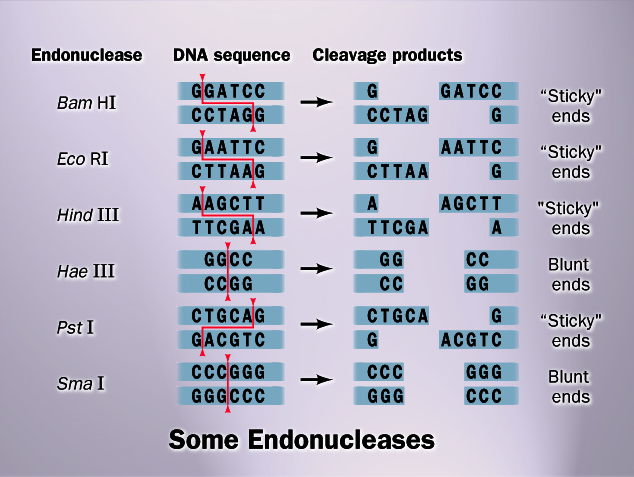 Endonuclease DNA sequence Cleavage products
Bam HI GGATCC G GATCC "Sticky"
CCTAGG CCTAG G ends
Eco RI GAATTC G AATTC "Sticky"
CTTAAG CTTAA G ends
Hind III AAGCTT A AGCTT "Sticky"
TTCGAA TTCGA A ends
Hae III GGCC GG CC Blunt
CCGG CC GG ends
Pst I CTGCAG CTGCA G "Sticky"
GACGTC G ACGTC ends
Sma I CCCGGG CCC GGG Blunt
GGGCCC GGG CCC ends
Some Endonucleases